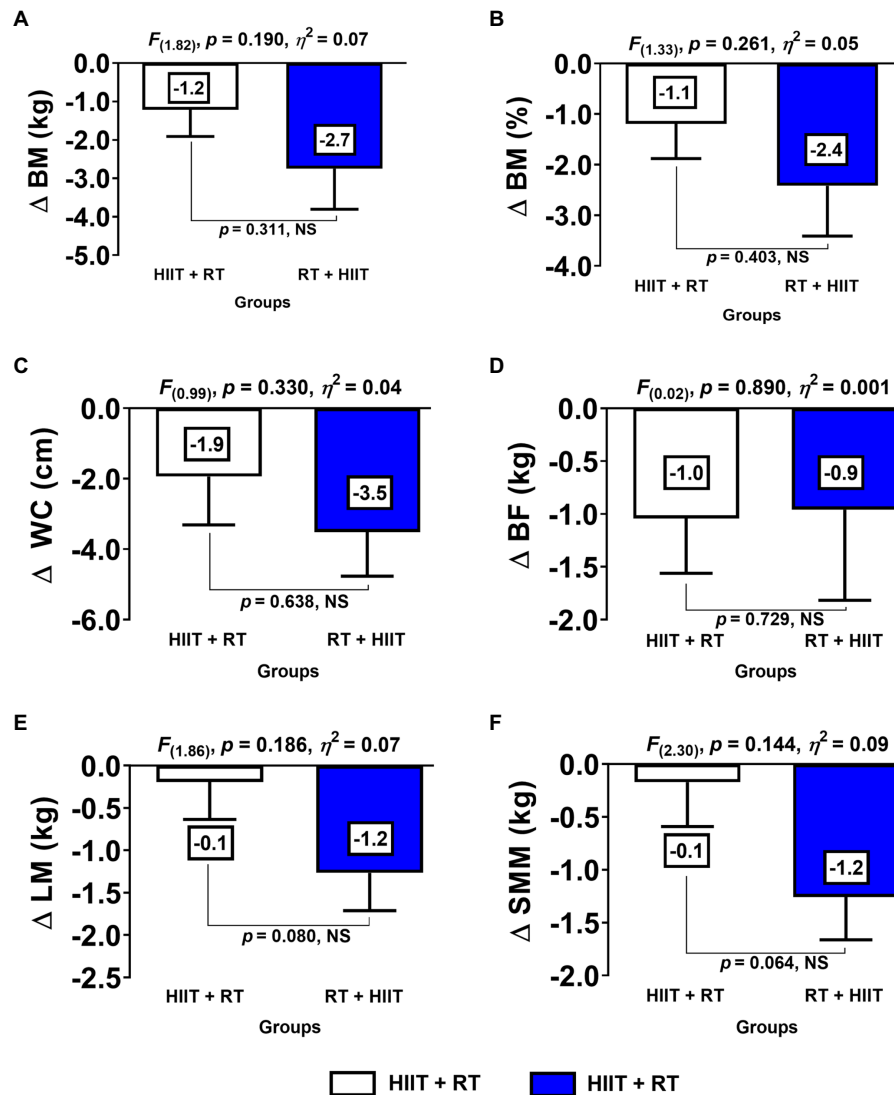 A
F(1.82), p = 0.190, η² = 0.07
0.0
-1.0
-2.0
-3.0
-4.0
-5.0
Δ BM (kg)
-1.2
-2.7
p = 0.311, NS
HIIT + RT
RT + HIIT
Groups
B
F(1.33), p = 0.261, η² = 0.05
0.0
-1.0
-2.0
-3.0
-4.0
Δ BM (%)
-1.1
-2.4
p = 0.403, NS
HIIT + RT
RT + HIIT
Groups
C
F(0.99), p = 0.330, η² = 0.04
0.0
-2.0
-4.0
-6.0
Δ WC (cm)
-1.9
-3.5
p = 0.638, NS
HIIT + RT
RT + HIIT
Groups
D
F(0.02), p = 0.890, η² = 0.001
0.0
-0.5
-1.0
-1.5
-2.0
Δ BF (kg)
-1.0
-0.9
p = 0.729, NS
HIIT + RT
RT + HIIT
Groups
E
F(1.86), p = 0.186, η² = 0.07
0.0
-0.5
-1.0
-1.5
-2.0
-2.5
Δ LM (kg)
-0.1
-1.2
p = 0.080, NS
HIIT + RT
RT + HIIT
Groups
F
F(2.30), p = 0.144, η² = 0.09
0.0
-0.5
-1.0
-1.5
-2.0
Δ SMM (kg)
-0.1
-1.2
p = 0.064, NS
HIIT + RT
RT + HIIT
Groups
HIIT + RT
HIIT + RT